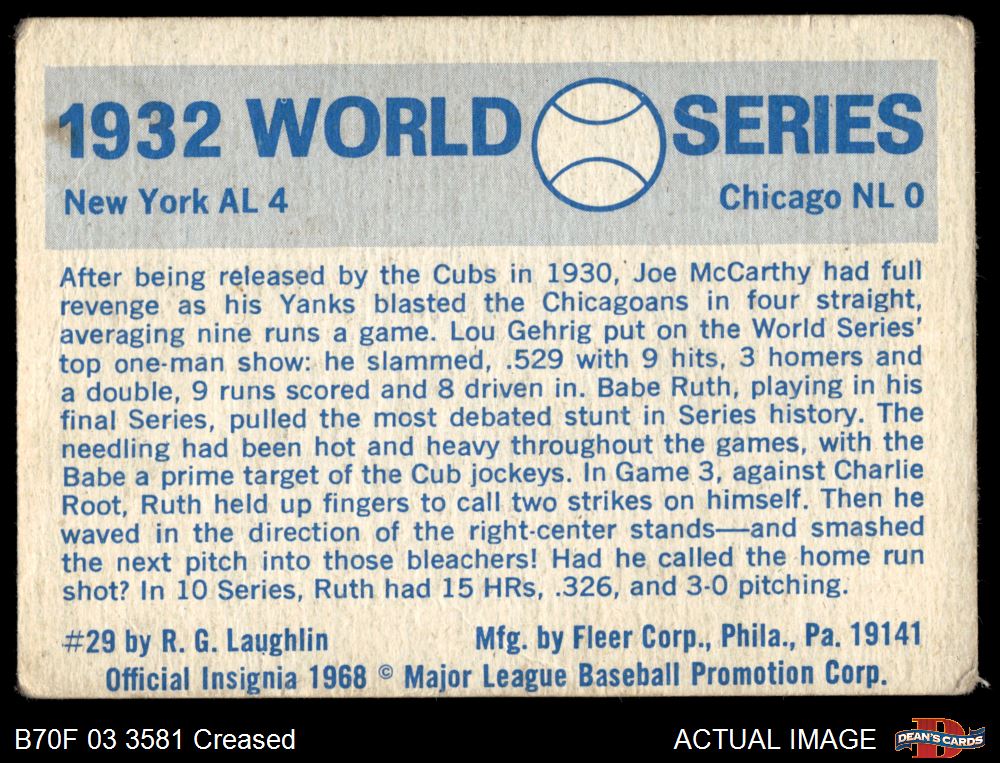 1932 WORLD SERIES
New York AL 4
Chicago NL 0
After being released by the Cubs in 1930, Joe McCarthy had full
revenge as his Yanks blasted the Chicagoans in four straight,
averaging nine runs a game. Lou Gehrig put on the World Series'
top one-man show: he slammed, .529 with 9 hits, 3 homers and
a double, 9 runs scored and 8 driven in. Babe Ruth, playing in his
final Series, pulled the most debated stunt in Series history. The
needling had been hot and heavy throughout the games, with the
Babe a prime target of the Cub jockeys. In Game 3, against Charlie
Root, Ruth held up fingers to call two strikes on himself. Then he
waved in the direction of the right-center stands—and smashed
the next pitch into those bleachers! Had he called the home run
shot? In 10 Series, Ruth had 15 HRs, .326, and 3-0 pitching.
#29 by R. G. Laughlin
Mfg. by Fleer Corp., Phila., Pa. 19141
Official Insignia 1968 © Major League Baseball Promotion Corp.
B70F 03 3581 Creased
ACTUAL IMAGE
D
DEAN'S CARDS